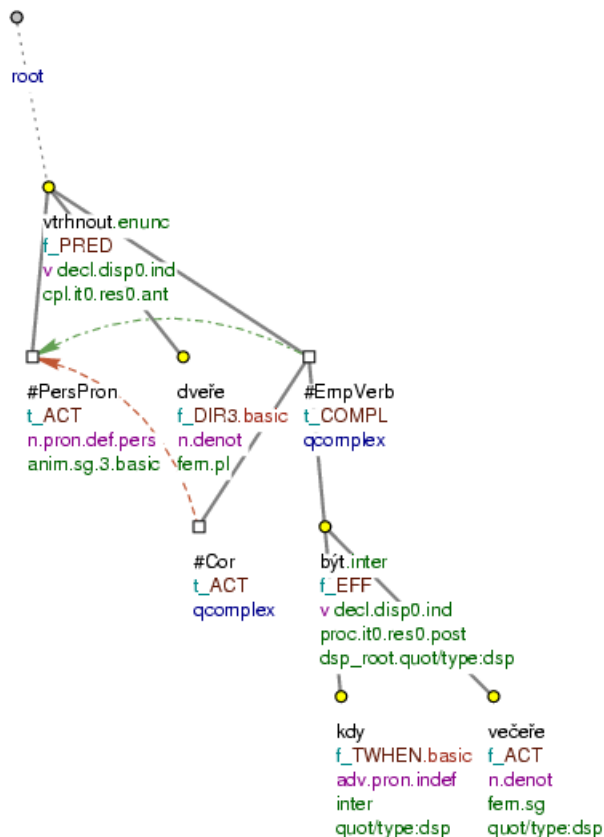 root
vtrhnout.enunc
f_PRED
v decl.disp0.ind
cpl.it0.res0.ant
#PersPron
t_ACT
n.pron.def.pers
anim.sg.3.basic
dveře
f_DIR3.basic
n.denot
fem.pl
#EmpVerb
t_COMPL
qcomplex
#Cor
t_ACT
qcomplex
být.inter
f_EFF
v decl.disp0.ind
proc.it0.res0.post
dsp_root.quot/type:dsp
kdy
f_TWHEN.basic
adv.pron.indef
inter
quot/type:dsp
večeře
f_ACT
n.denot
fem.sg
quot/type:dsp